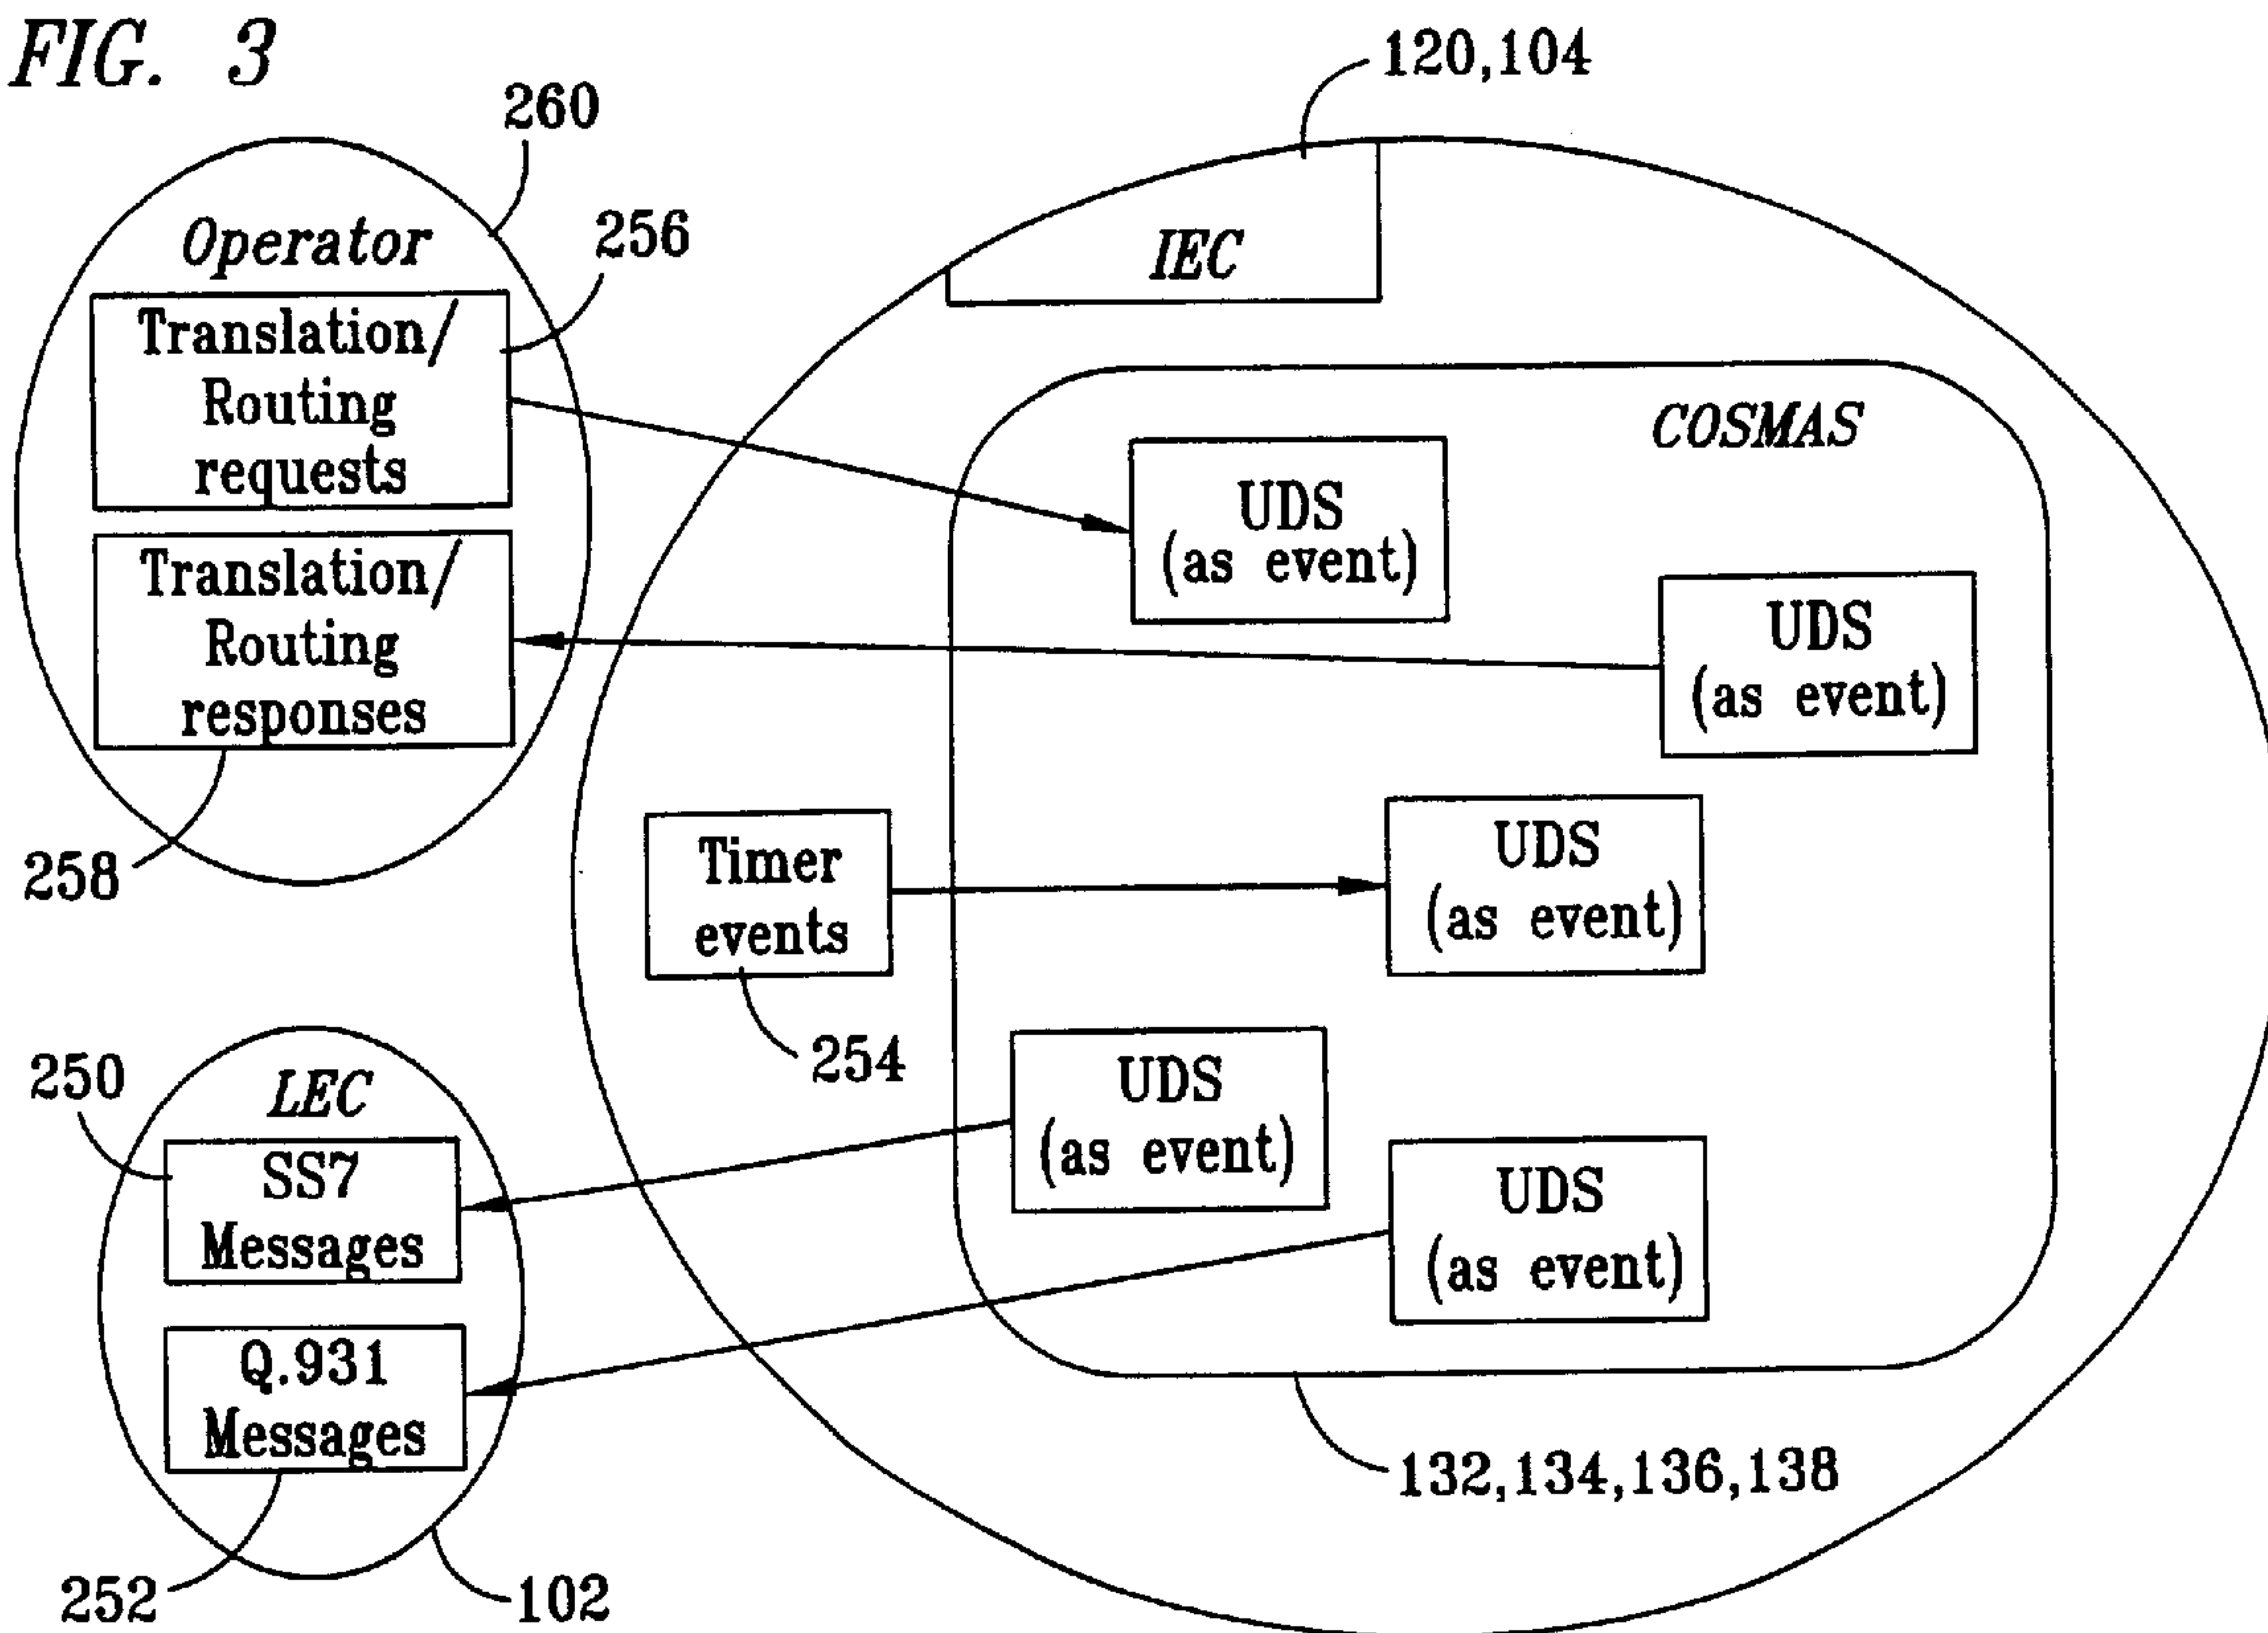 FIG. 3
120,104
260
Operator
256
Translation/
Routing
requests
Translation/
Routing
responses
258
IEC
COSMAS
UDS
(as event)
UDS
(as event)
Timer
events
254
UDS
(as event)
UDS
(as event)
UDS
(as event)
132,134,136,138
250
LEC
SS7
Messages
Q.931
Messages
252
102